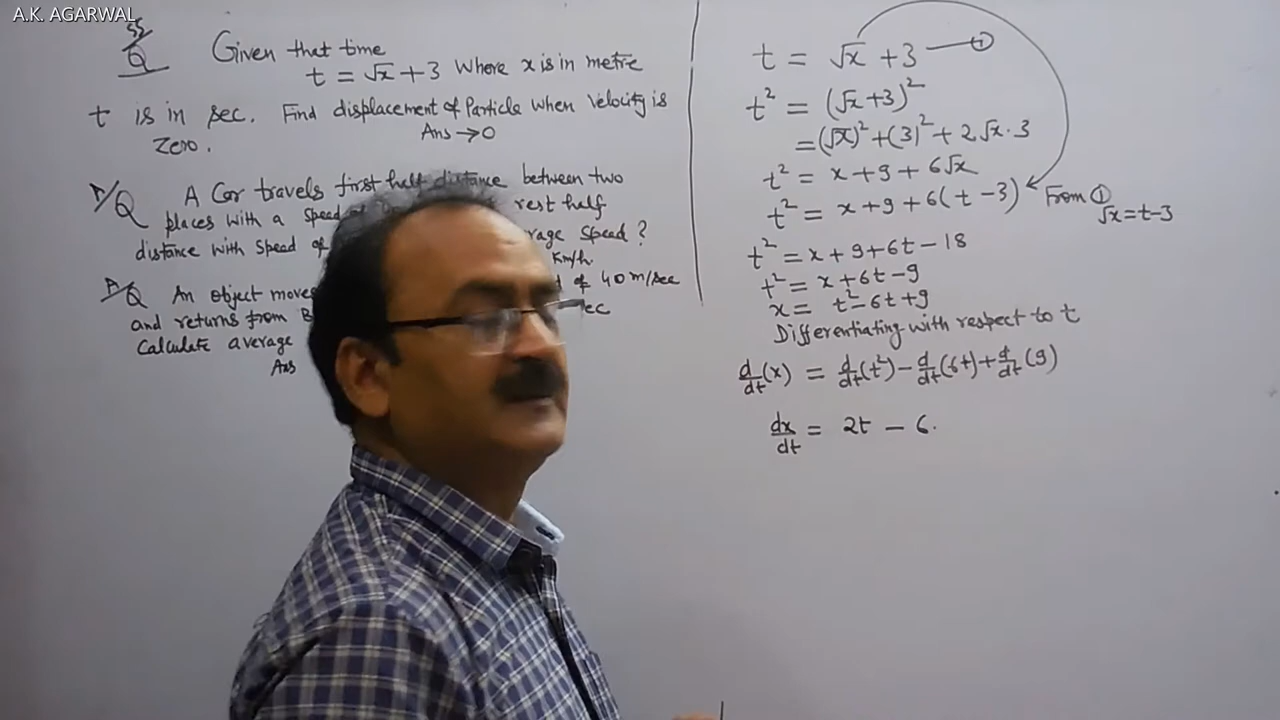 A.K. AGARWAL
SS
Q Given that time
t = √x + 3 where x is in metre
t is in sec. Find displacement of Particle when velocity is
zero. Ans → 0
A/Q A Car travels first half distance between two
places with a speed rest half
distance with speed of rage speed?
Km/h.
A/Q An object moves of 40 m/sec
and returns from B ec
Calculate average
Ans
t = √x + 3 — ①
t² = (√x + 3)²
= (√x)² + (3)² + 2√x · 3
t² = x + 9 + 6√x
t² = x + 9 + 6(t − 3) From ①
√x = t − 3
t² = x + 9 + 6t − 18
t² = x + 6t − 9
x = t² − 6t + 9
Differentiating with respect to t
d/dt (x) = d/dt (t²) − d/dt (6t) + d/dt (9)
dx/dt = 2t − 6.